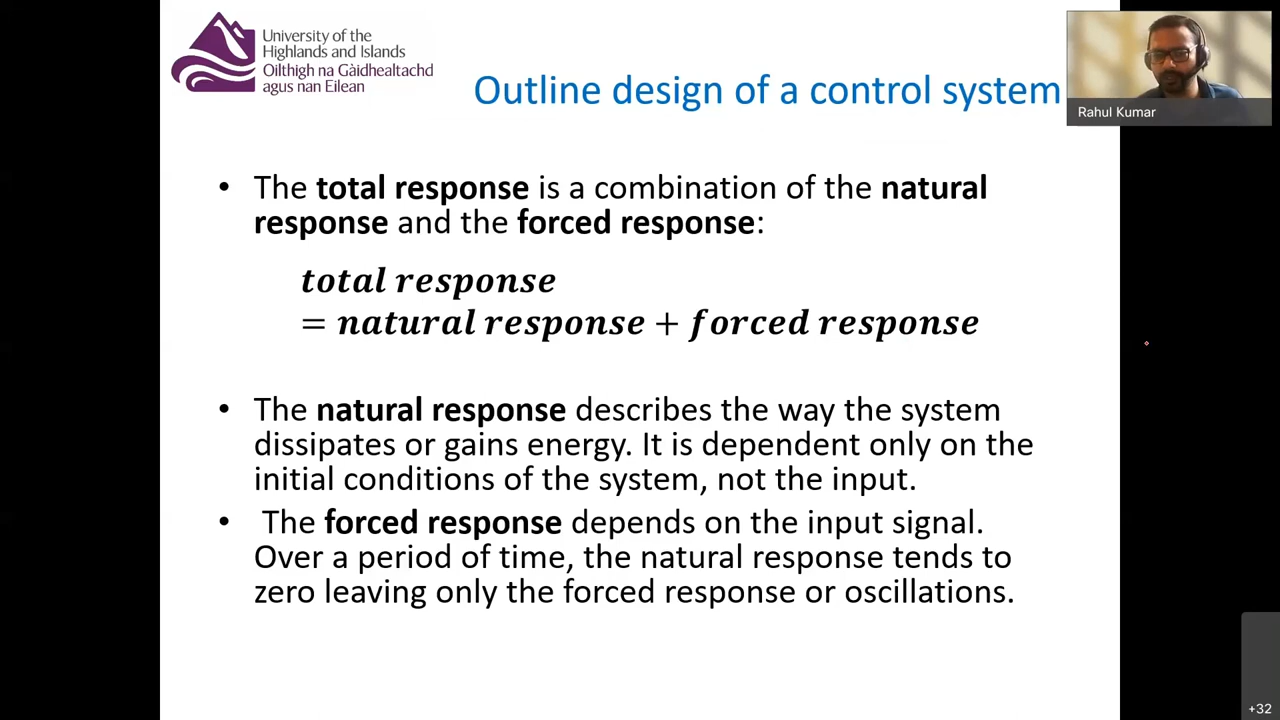 University of the
Highlands and Islands
Oilthigh na Gàidhealtachd
agus nan Eilean
Outline design of a control system
Rahul Kumar
• The total response is a combination of the natural
response and the forced response:
total response
= natural response + forced response
• The natural response describes the way the system
dissipates or gains energy. It is dependent only on the
initial conditions of the system, not the input.
• The forced response depends on the input signal.
Over a period of time, the natural response tends to
zero leaving only the forced response or oscillations.
+32